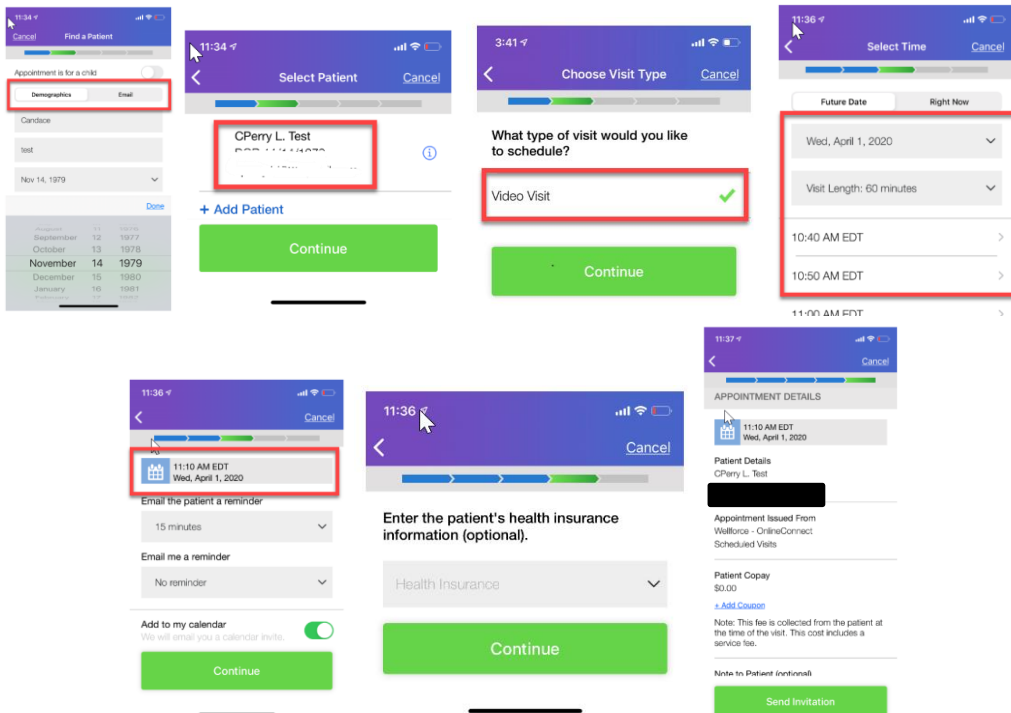 11:34
Cancel Find a Patient
Appointment is for a child
Demographics Email
Candace
test
Nov 14, 1979
Done
September 12 1977
October 13 1978
November 14 1979
December 15 1980
January 16 1981
11:34
Select Patient Cancel
CPerry L. Test
+ Add Patient
Continue
3:41
Choose Visit Type Cancel
What type of visit would you like
to schedule?
Video Visit
Continue
11:36
Select Time Cancel
Future Date Right Now
Wed, April 1, 2020
Visit Length: 60 minutes
10:40 AM EDT
10:50 AM EDT
11:00 AM EDT
11:36
Cancel
11:10 AM EDT
Wed, April 1, 2020
Email the patient a reminder
15 minutes
Email me a reminder
No reminder
Add to my calendar
We will email you a calendar invite.
Continue
11:36
Cancel
Enter the patient's health insurance
information (optional).
Health Insurance
Continue
11:37
Cancel
APPOINTMENT DETAILS
11:10 AM EDT
Wed, April 1, 2020
Patient Details
CPerry L. Test
Appointment Issued From
Wellforce - OnlineConnect
Scheduled Visits
Patient Copay
$0.00
+ Add Coupon
Note: This fee is collected from the patient at
the time of the visit. This cost includes a
service fee.
Note to Patient (optional)
Send Invitation